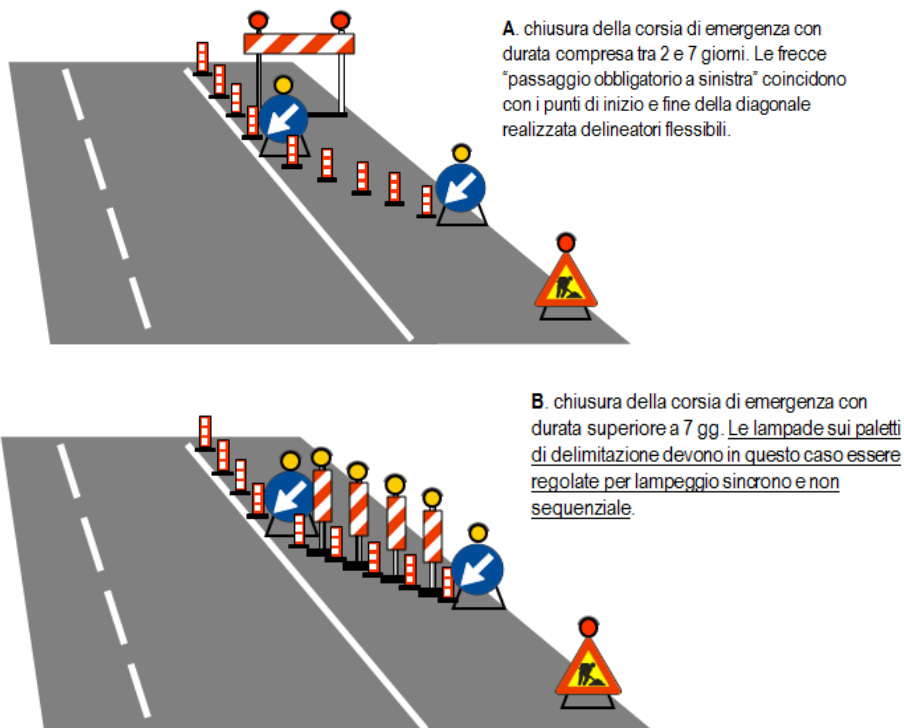 A. chiusura della corsia di emergenza con
durata compresa tra 2 e 7 giorni. Le frecce
“passaggio obbligatorio a sinistra” coincidono
con i punti di inizio e fine della diagonale
realizzata delineatori flessibili.
B. chiusura della corsia di emergenza con
durata superiore a 7 gg. Le lampade sui paletti
di delimitazione devono in questo caso essere
regolate per lampeggio sincrono e non
sequenziale.